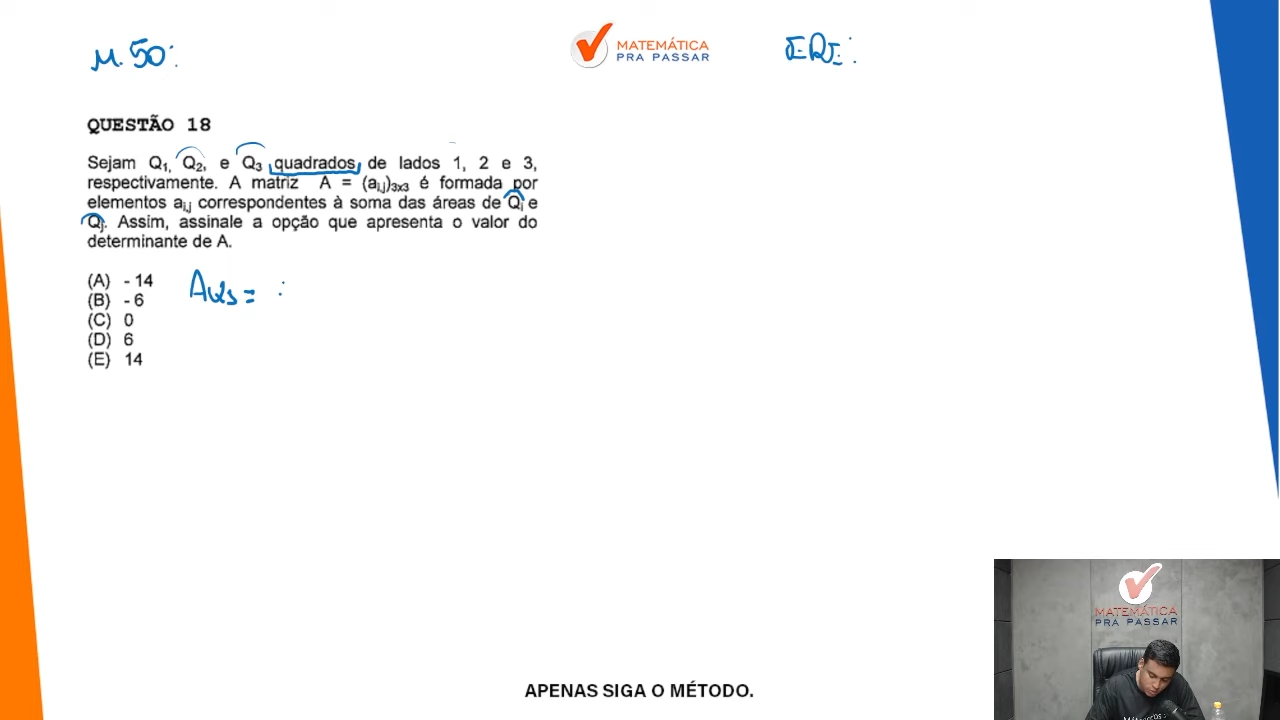 M. 50:
MATEMÁTICA
PRA PASSAR
QUESTÃO 18
Sejam Q₁, Q₂, e Q₃ quadrados de lados 1, 2 e 3,
respectivamente. A matriz A = (aᵢ,ⱼ)₃ₓ₃ é formada por
elementos aᵢ,ⱼ correspondentes à soma das áreas de Qᵢ e
Qⱼ. Assim, assinale a opção que apresenta o valor do
determinante de A.
(A) - 14
(B) - 6
(C) 0
(D) 6
(E) 14
MATEMÁTICA
PRA PASSAR
APENAS SIGA O MÉTODO.